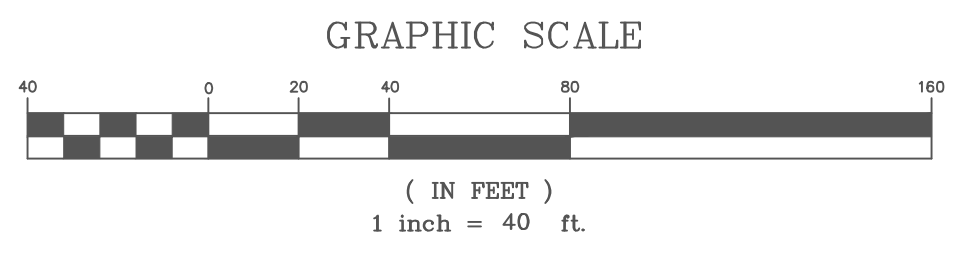 GRAPHIC SCALE
40 0 20 40 80 160
( IN FEET )
1 inch = 40 ft.